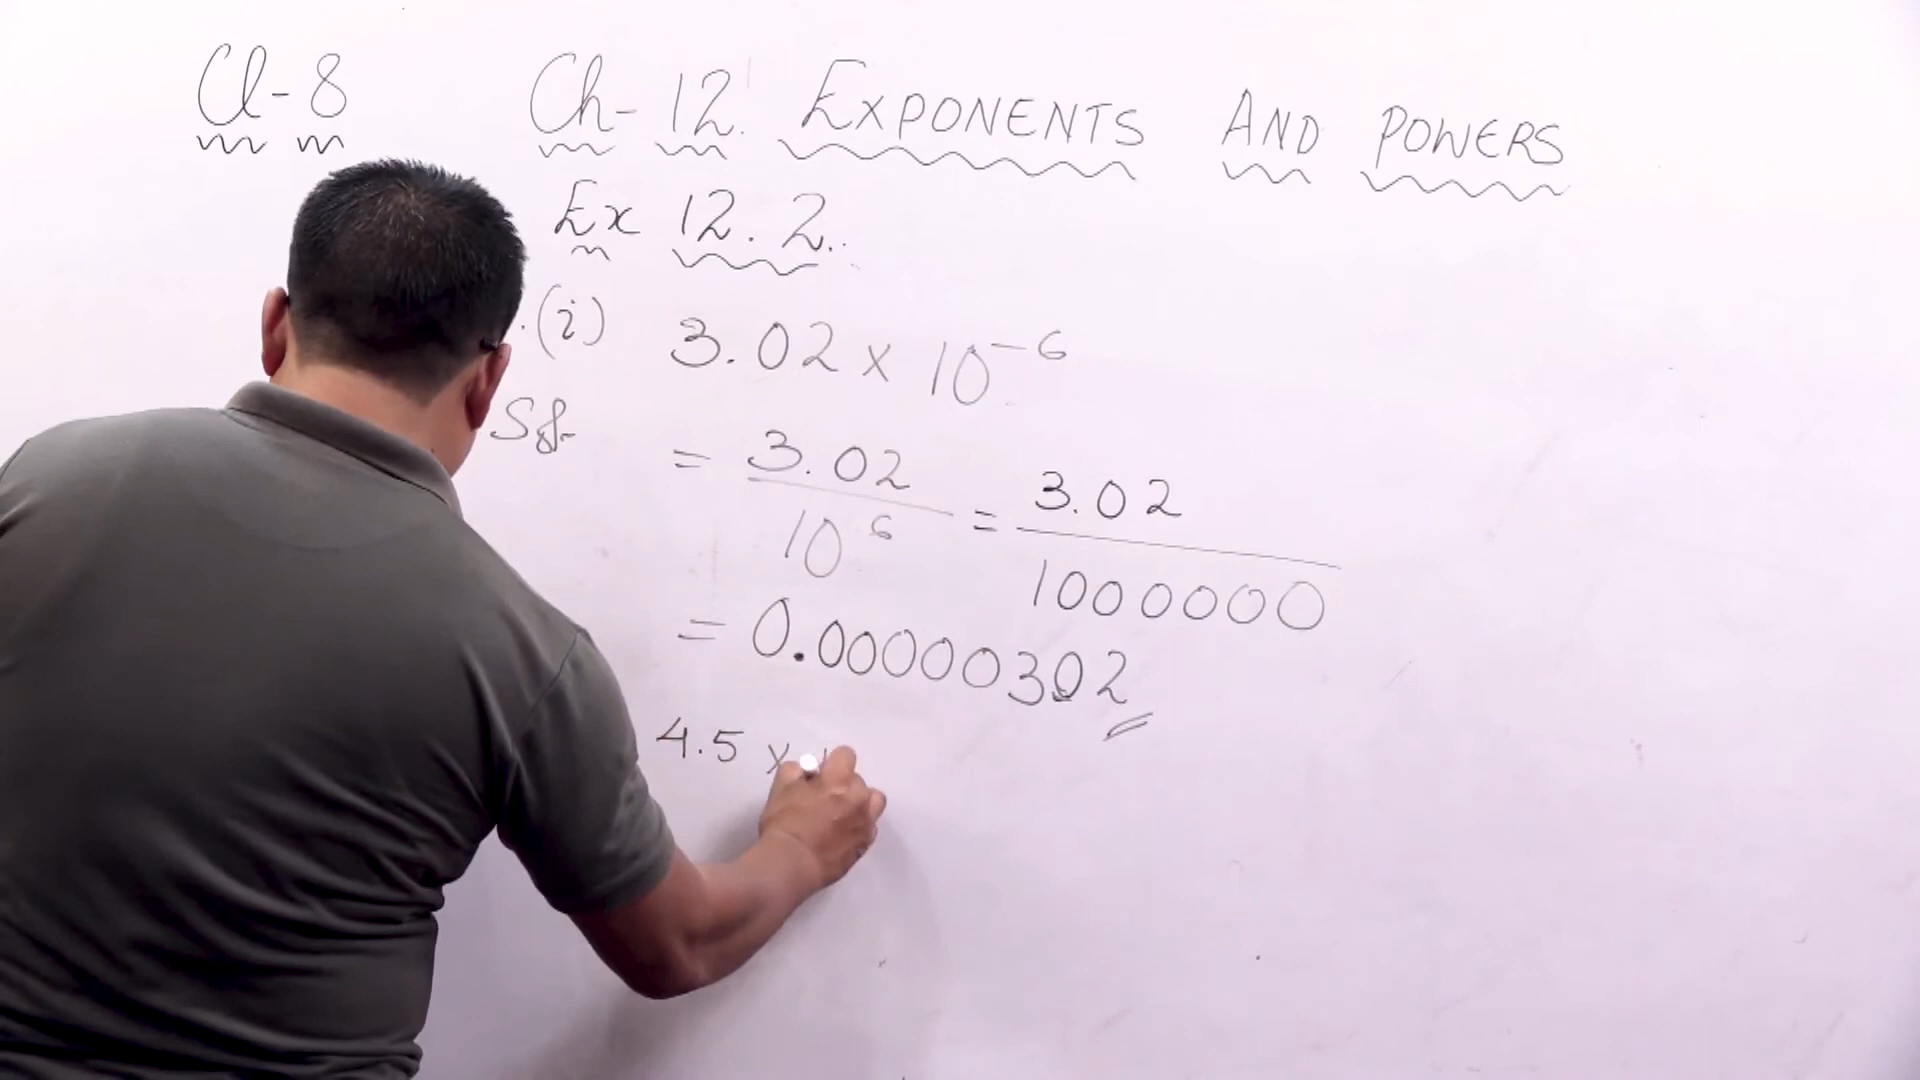 Cl-8 Ch-12. EXPONENTS AND POWERS
Ex 12.2.
(i) 3.02 x 10⁻⁶
Sol-
= 3.02 / 10⁶ = 3.02 / 1000000
= 0.00000302
4.5 x